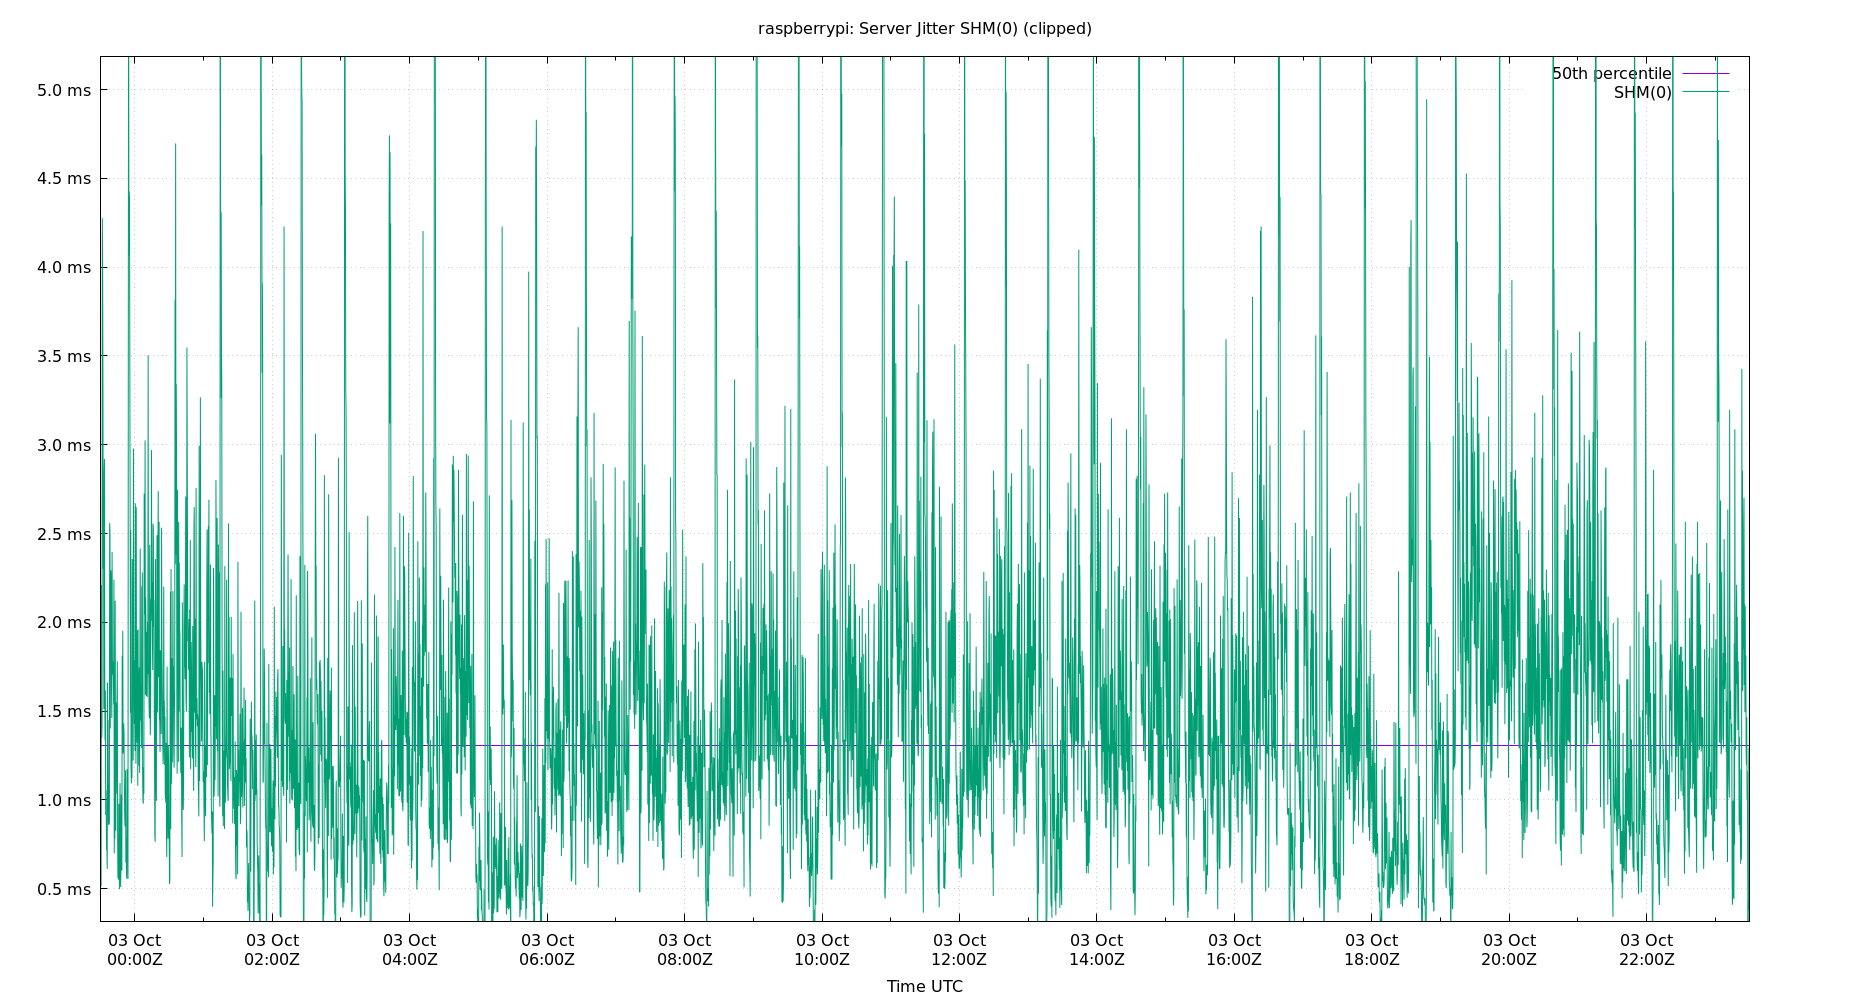 raspberrypi: Server Jitter SHM(0) (clipped)
50th percentile
SHM(0)
5.0 ms
4.5 ms
4.0 ms
3.5 ms
3.0 ms
2.5 ms
2.0 ms
1.5 ms
1.0 ms
0.5 ms
03 Oct 03 Oct 03 Oct 03 Oct 03 Oct 03 Oct 03 Oct 03 Oct 03 Oct 03 Oct 03 Oct 03 Oct
00:00Z 02:00Z 04:00Z 06:00Z 08:00Z 10:00Z 12:00Z 14:00Z 16:00Z 18:00Z 20:00Z 22:00Z
Time UTC